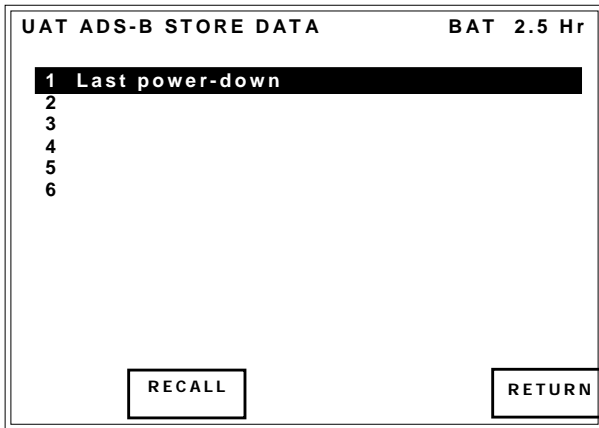 UAT ADS-B STORE DATA BAT 2.5 Hr
1 Last power-down
2
3
4
5
6
RECALL RETURN